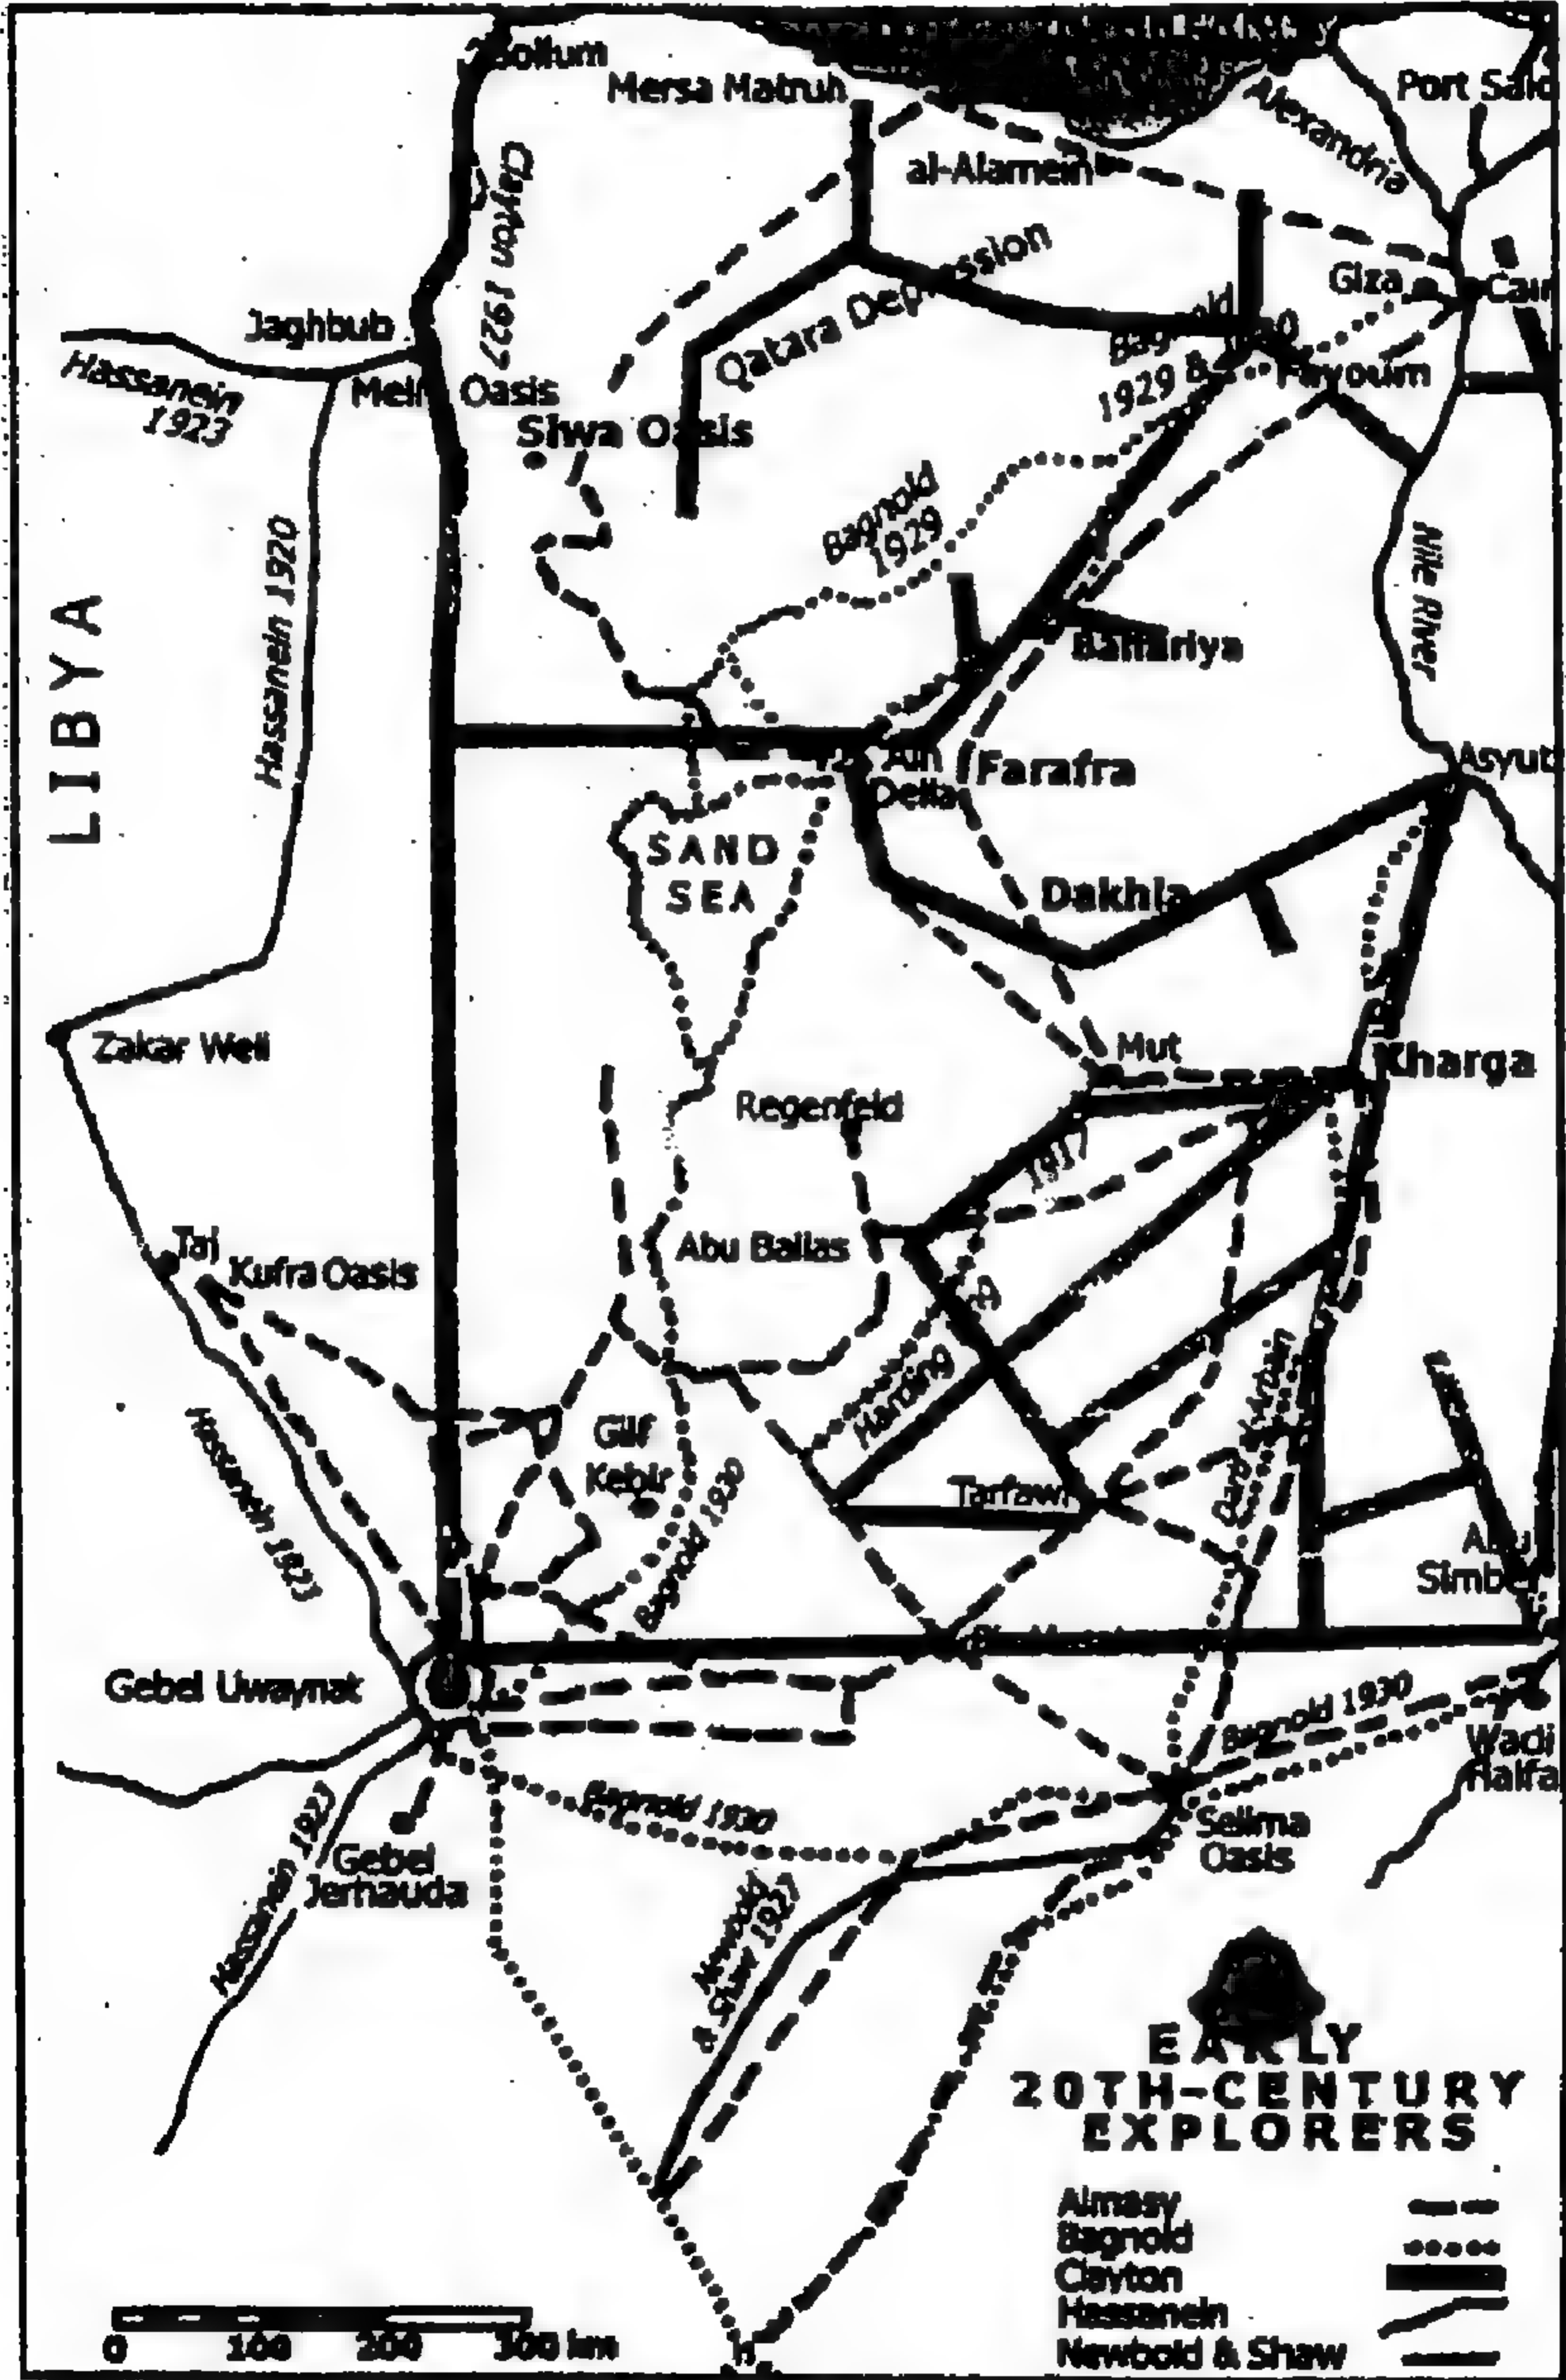 Sollum
Mersa Matruh
Port Said
Alexandria
al-Alamein
Clayton 1927
Qatara Depression
Giza
Jaghbub
Hassanein
1923
Oasis
Siwa Oasis
Bagnold
1929 &
Fayoum
Bagnold
1929
Hassanein 1920
Nile River
LIBYA
Bahariya
Ain
Della
Farafra
Asyut
SAND
SEA
Dakhla
Zakar Well
Mut
Kharga
Regenfeld
1917
Taj
Kufra Oasis
Abu Ballas
Harding
Hassanein 1923
Gilf
Kebir
Bagnold 1930
Tarfawi
Abu
Simbel
Gebel Uwaynat
Bagnold 1930
Wadi
Halfa
Bagnold 1930
Selima
Oasis
Gebel
Jerhauda
Hassanein 1923
Newbold
& Shaw 1927
EARLY
20TH-CENTURY
EXPLORERS
Almasy
Bagnold
Clayton
Hassanein
Newbold & Shaw
0 100 200 300 km